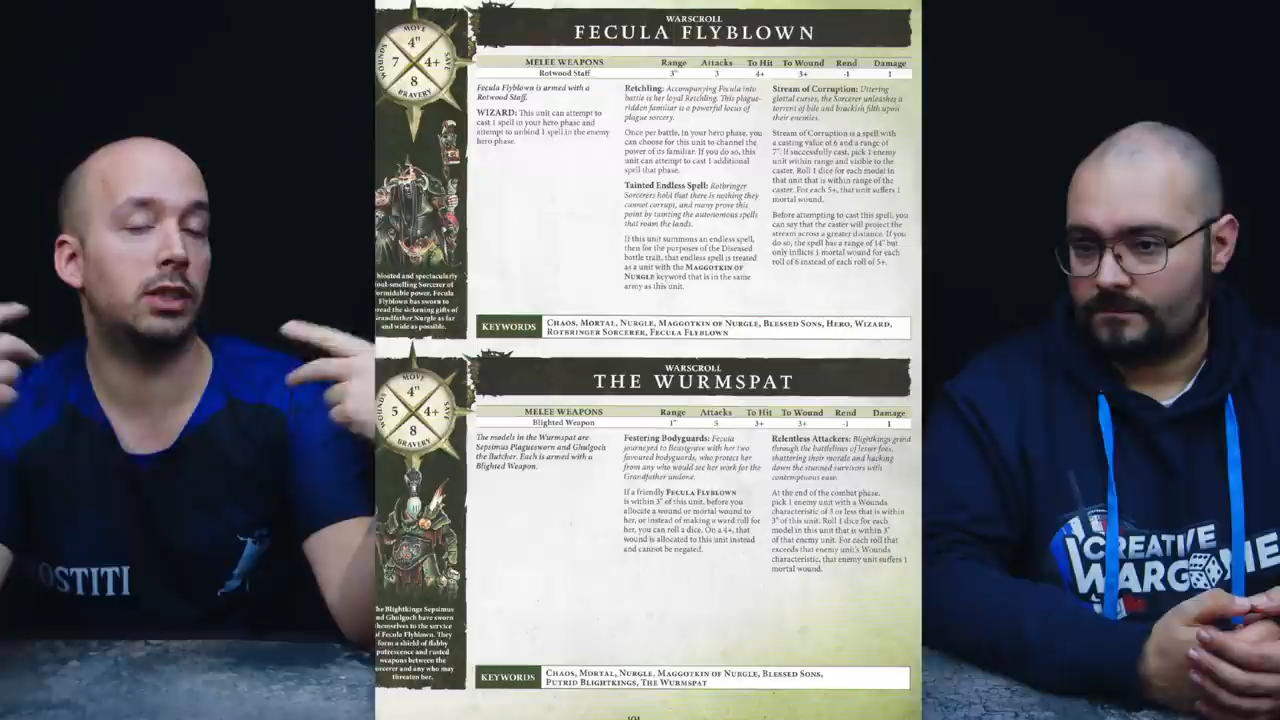 WARSCROLL
FECULA FLYBLOWN
MOVE
4"
WOUNDS
7
4+
SAVE
8
BRAVERY
MELEE WEAPONS Range Attacks To Hit To Wound Rend Damage
Rotwood Staff 3" 3 4+ 3+ -1 1
Fecula Flyblown is armed with a
Rotwood Staff.
WIZARD: This unit can attempt to
cast 1 spell in your hero phase and
attempt to unbind 1 spell in the enemy
hero phase.
Retchling: Accompanying Fecula into
battle is her loyal Retchling. This plague-
ridden familiar is a powerful locus of
plague sorcery.
Once per battle, in your hero phase, you
can choose for this unit to channel the
power of its familiar. If you do so, this
unit can attempt to cast 1 additional
spell that phase.
Tainted Endless Spell: Rotbringer
Sorcerers hold that there is nothing they
cannot corrupt, and many prove this
point by tainting the autonomous spells
that roam the lands.
If this unit summons an endless spell,
then for the purposes of the Diseased
battle trait, that endless spell is treated
as a unit with the MAGGOTKIN OF
NURGLE keyword that is in the same
army as this unit.
Stream of Corruption: Uttering
glottal curses, the Sorcerer unleashes a
torrent of bile and brackish filth upon
their enemies.
Stream of Corruption is a spell with
a casting value of 6 and a range of
7". If successfully cast, pick 1 enemy
unit within range and visible to the
caster. Roll 1 dice for each model in
that unit that is within range of the
caster. For each 5+, that unit suffers 1
mortal wound.
Before attempting to cast this spell, you
can say that the caster will project the
stream across a greater distance. If you
do so, the spell has a range of 14" but
only inflicts 1 mortal wound for each
roll of 6 instead of each roll of 5+.
bloated and spectacularly
foul-smelling Sorcerer of
formidable power, Fecula
Flyblown has sworn to
spread the sickening gifts of
Grandfather Nurgle as far
and wide as possible.
KEYWORDS
CHAOS, MORTAL, NURGLE, MAGGOTKIN OF NURGLE, BLESSED SONS, HERO, WIZARD,
ROTBRINGER SORCERER, FECULA FLYBLOWN
WARSCROLL
THE WURMSPAT
MOVE
4"
WOUNDS
5
4+
SAVE
8
BRAVERY
MELEE WEAPONS Range Attacks To Hit To Wound Rend Damage
Blighted Weapon 1" 5 3+ 3+ -1 1
The models in the Wurmspat are
Sepsimus Plaguesworn and Ghulgoch
the Butcher. Each is armed with a
Blighted Weapon.
Festering Bodyguards: Fecula
journeyed to Beastgrave with her two
favoured bodyguards, who protect her
from any who would see her work for the
Grandfather undone.
If a friendly FECULA FLYBLOWN
is within 3" of this unit, before you
allocate a wound or mortal wound to
her, or instead of making a ward roll for
her, you can roll a dice. On a 4+, that
wound is allocated to this unit instead
and cannot be negated.
Relentless Attackers: Blightkings grind
through the battlelines of lesser foes,
shattering their morale and hacking
down the stunned survivors with
contemptuous ease.
At the end of the combat phase,
pick 1 enemy unit with a Wounds
characteristic of 3 or less that is within
3" of this unit. Roll 1 dice for each
model in this unit that is within 3"
of that enemy unit. For each roll that
exceeds that enemy unit's Wounds
characteristic, that enemy unit suffers 1
mortal wound.
The Blightkings Sepsimus
and Ghulgoch have sworn
themselves to the service
of Fecula Flyblown. They
form a shield of flabby
putrescence and rusted
weapons between the
sorcerer and any who may
threaten her.
KEYWORDS
CHAOS, MORTAL, NURGLE, MAGGOTKIN OF NURGLE, BLESSED SONS,
PUTRID BLIGHTKINGS, THE WURMSPAT
OSTITI
CREATIVE
WARG